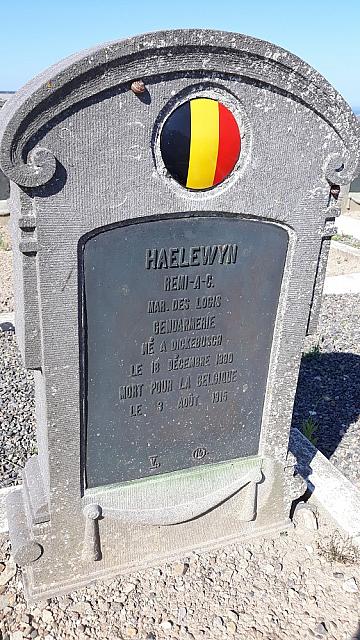 HAELEWYN
REMI-A-C.
MAR. DES LOGIS
GENDARMERIE
NÉ A DICKEBUSCH
LE 18 DÉCEMBRE 1890
MORT POUR LA BELGIQUE
LE 3 AOÛT 1915